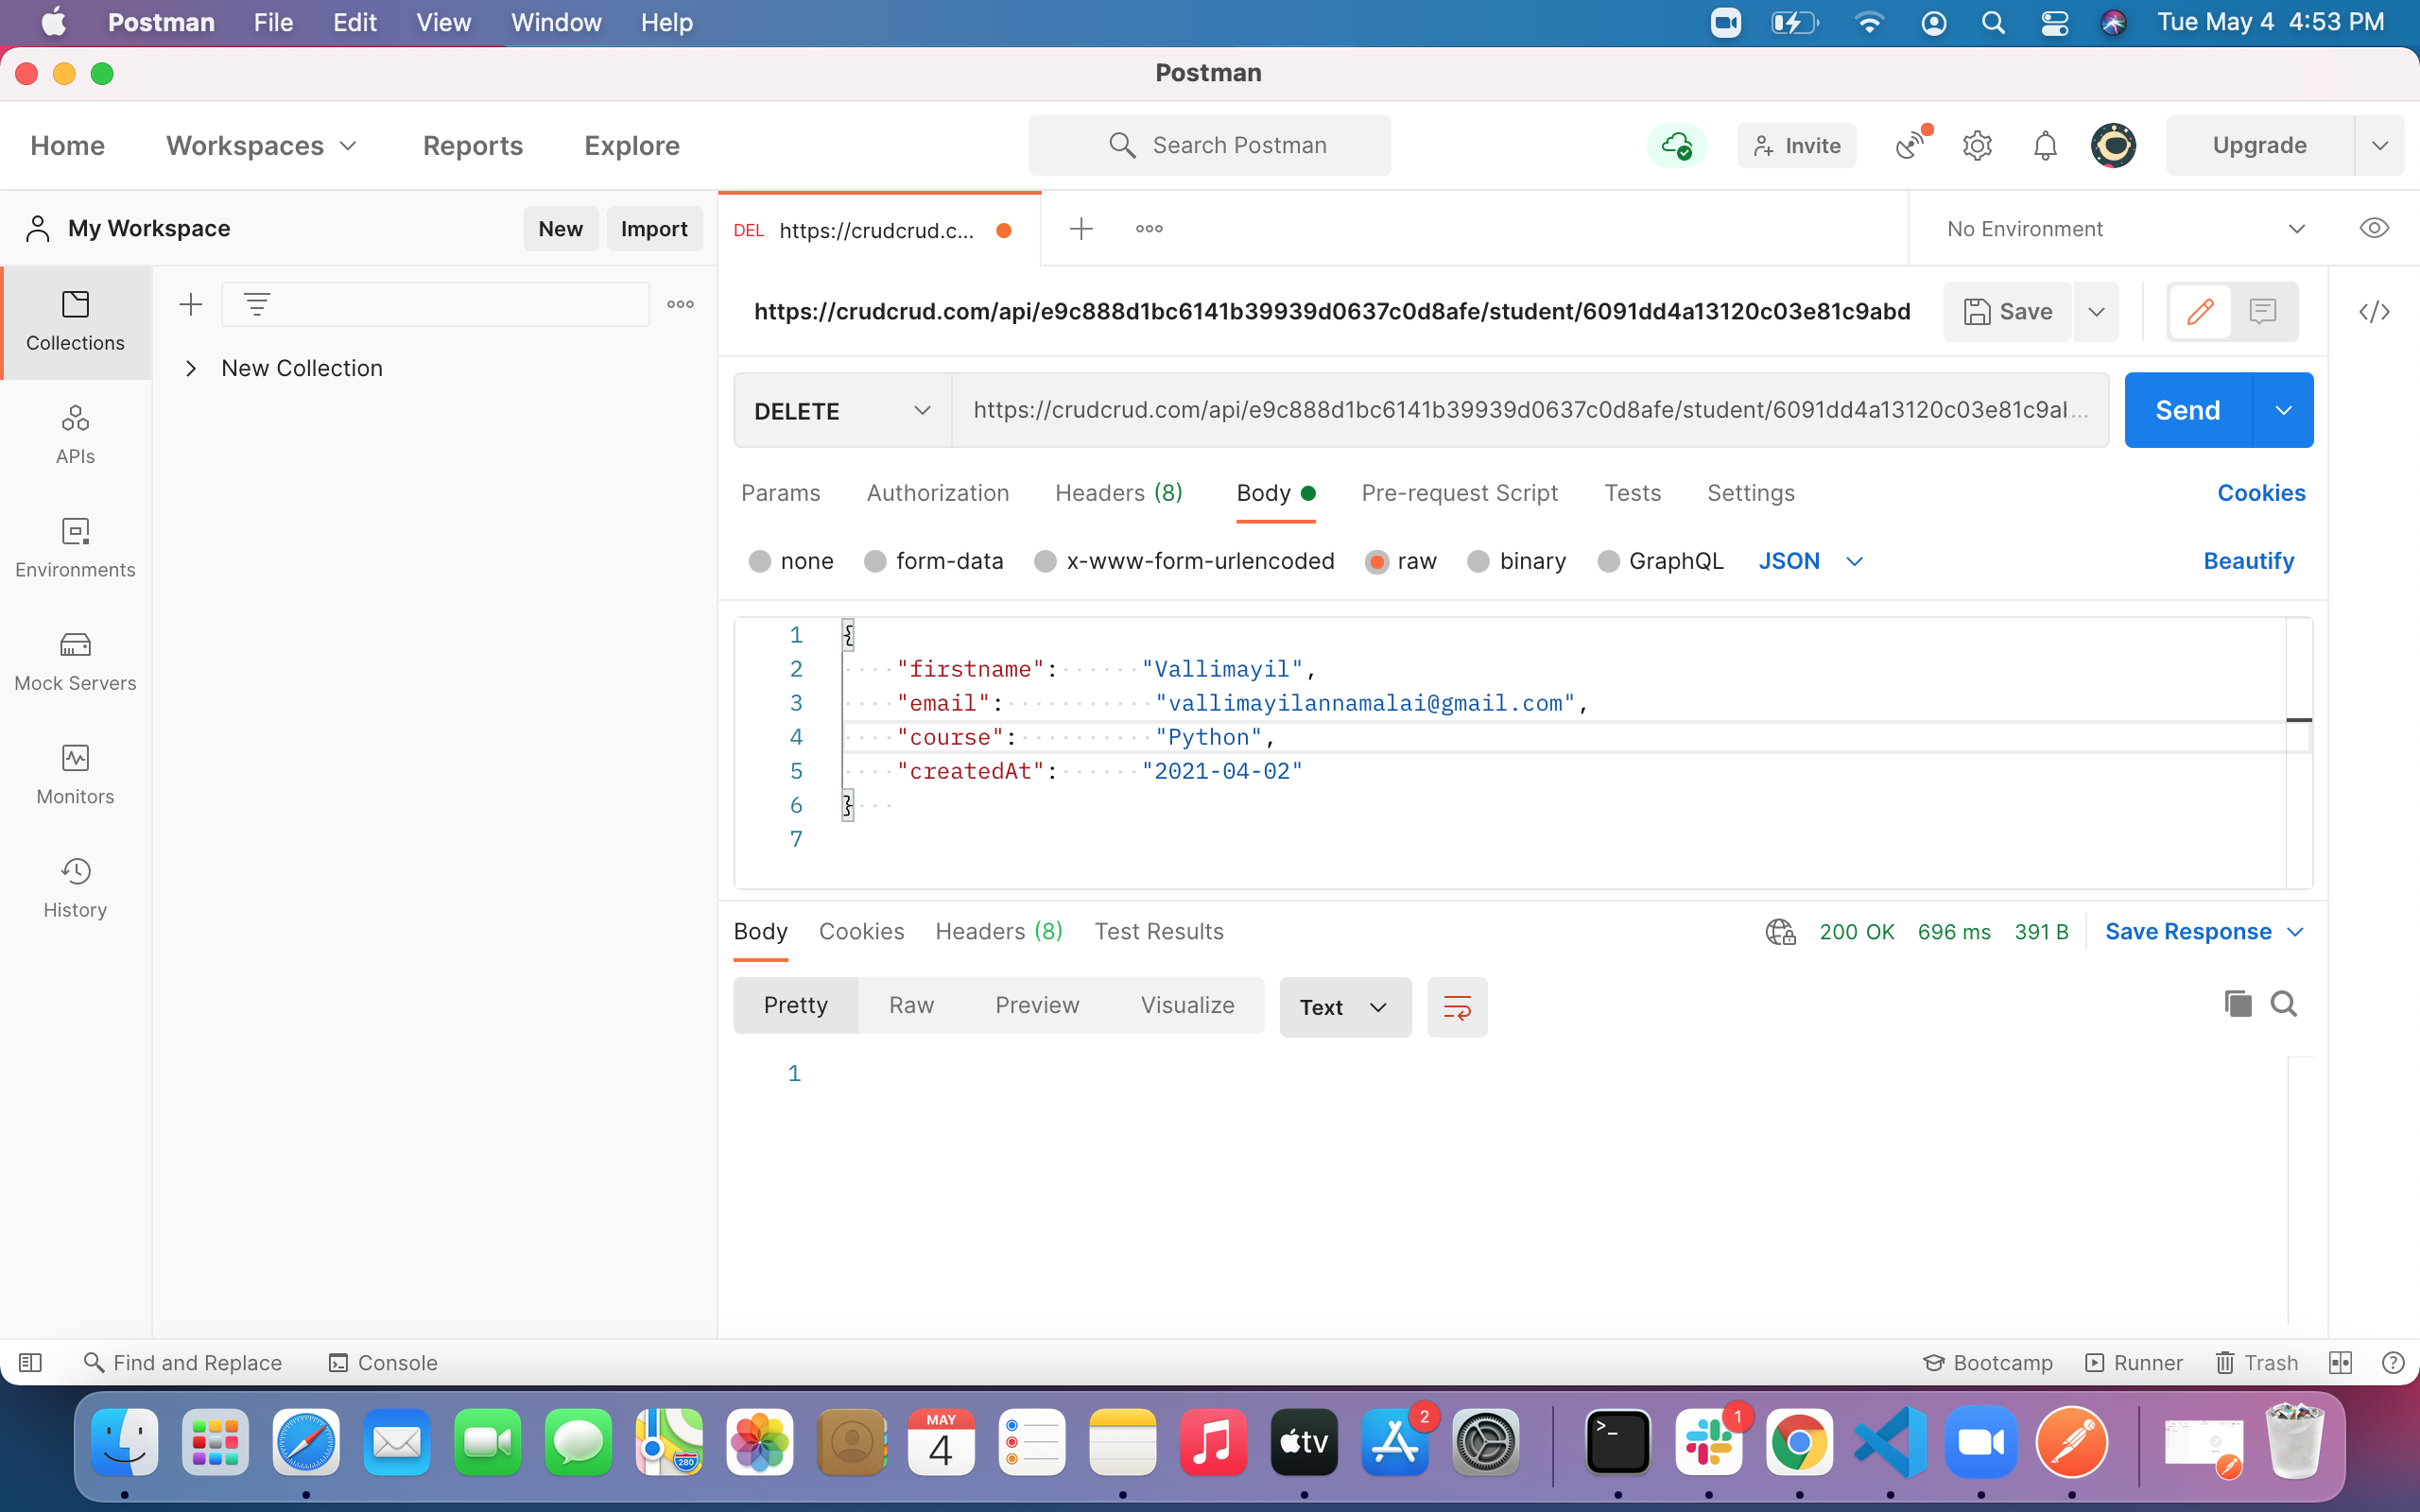 Postman File Edit View Window Help Tue May 4 4:53 PM
Postman
Home Workspaces Reports Explore Search Postman Invite Upgrade
My Workspace New Import DEL https://crudcrud.c... No Environment
Collections
APIs
Environments
Mock Servers
Monitors
History
New Collection
https://crudcrud.com/api/e9c888d1bc6141b39939d0637c0d8afe/student/6091dd4a13120c03e81c9abd Save
DELETE https://crudcrud.com/api/e9c888d1bc6141b39939d0637c0d8afe/student/6091dd4a13120c03e81c9al... Send
Params Authorization Headers (8) Body Pre-request Script Tests Settings Cookies
none form-data x-www-form-urlencoded raw binary GraphQL JSON Beautify
1 {
2 "firstname": "Vallimayil",
3 "email": "vallimayilannamalai@gmail.com",
4 "course": "Python",
5 "createdAt": "2021-04-02"
6 }
7
Body Cookies Headers (8) Test Results 200 OK 696 ms 391 B Save Response
Pretty Raw Preview Visualize Text
1
Find and Replace Console Bootcamp Runner Trash
280 MAY 4 tv 2 >_ 1